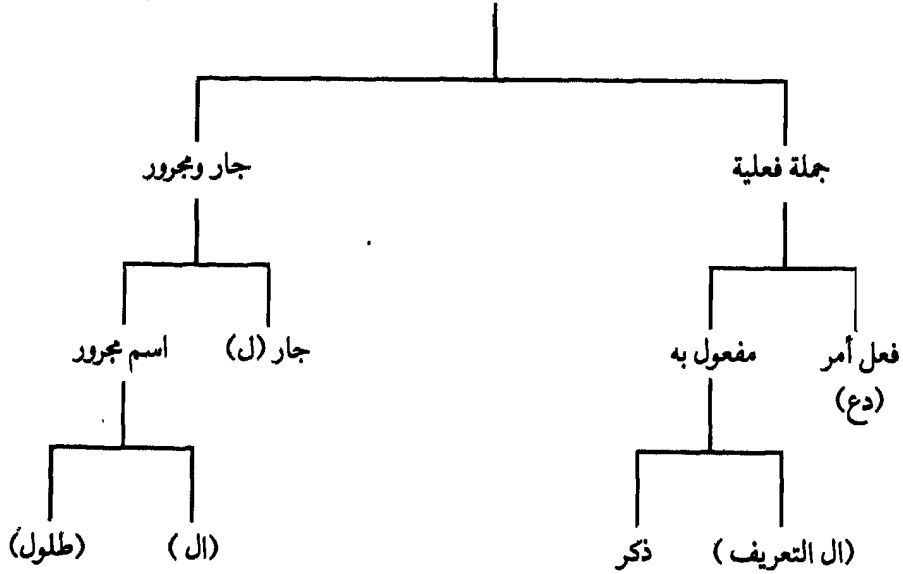 جملة فعلية
جار ومجرور
فعل أمر
(دع)
مفعول به
جار (ل)
اسم مجرور
(ال التعريف)
ذكر
(ال)
(طلول)